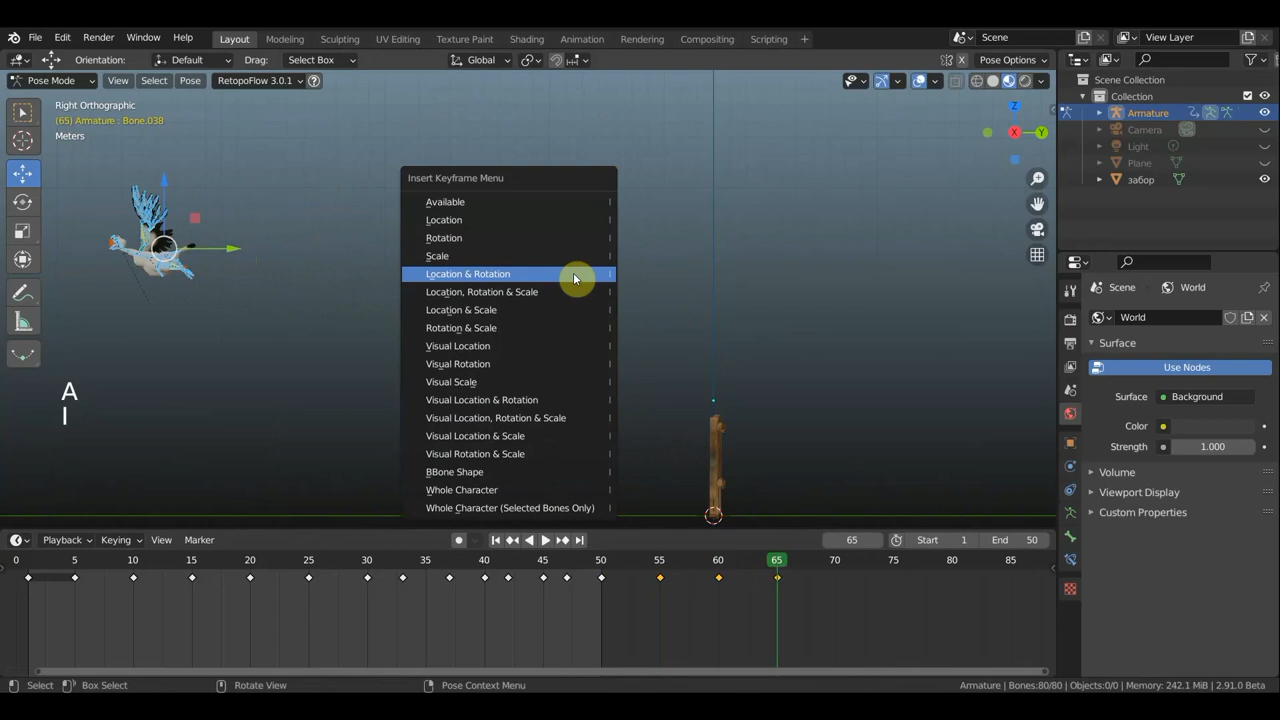 File Edit Render Window Help Layout Modeling Sculpting UV Editing Texture Paint Shading Animation Rendering Compositing Scripting + Scene View Layer
Orientation: Default Drag: Select Box Global Pose Options
Pose Mode View Select Pose RetopoFlow 3.0.1
Scene Collection
Collection
Armature
Camera
Light
Plane
забор
Right Orthographic
(65) Armature : Bone.038
Meters
Z
X
Y
Insert Keyframe Menu
Available I
Location I
Rotation I
Scale I
Location & Rotation I
Location, Rotation & Scale I
Location & Scale I
Rotation & Scale I
Visual Location I
Visual Rotation I
Visual Scale I
Visual Location & Rotation I
Visual Location, Rotation & Scale I
Visual Location & Scale I
Visual Rotation & Scale I
BBone Shape I
Whole Character I
Whole Character (Selected Bones Only) I
A
I
Scene World
World
Surface
Use Nodes
Surface Background
Color
Strength 1.000
Volume
Viewport Display
Custom Properties
Playback Keying View Marker 65 Start 1 End 50
0 5 10 15 20 25 30 35 40 45 50 55 60 65 70 75 80 85
Select Box Select Rotate View Pose Context Menu Armature | Bones:80/80 | Objects:0/0 | Memory: 242.1 MiB | 2.91.0 Beta